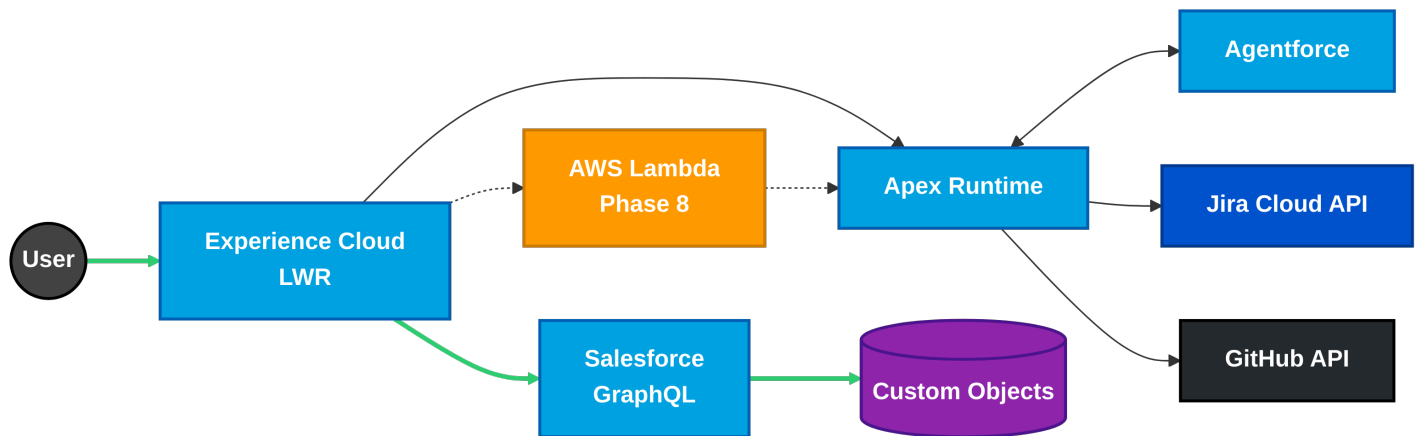 User
Experience Cloud
LWR
AWS Lambda
Phase 8
Salesforce
GraphQL
Apex Runtime
Custom Objects
Agentforce
Jira Cloud API
GitHub API